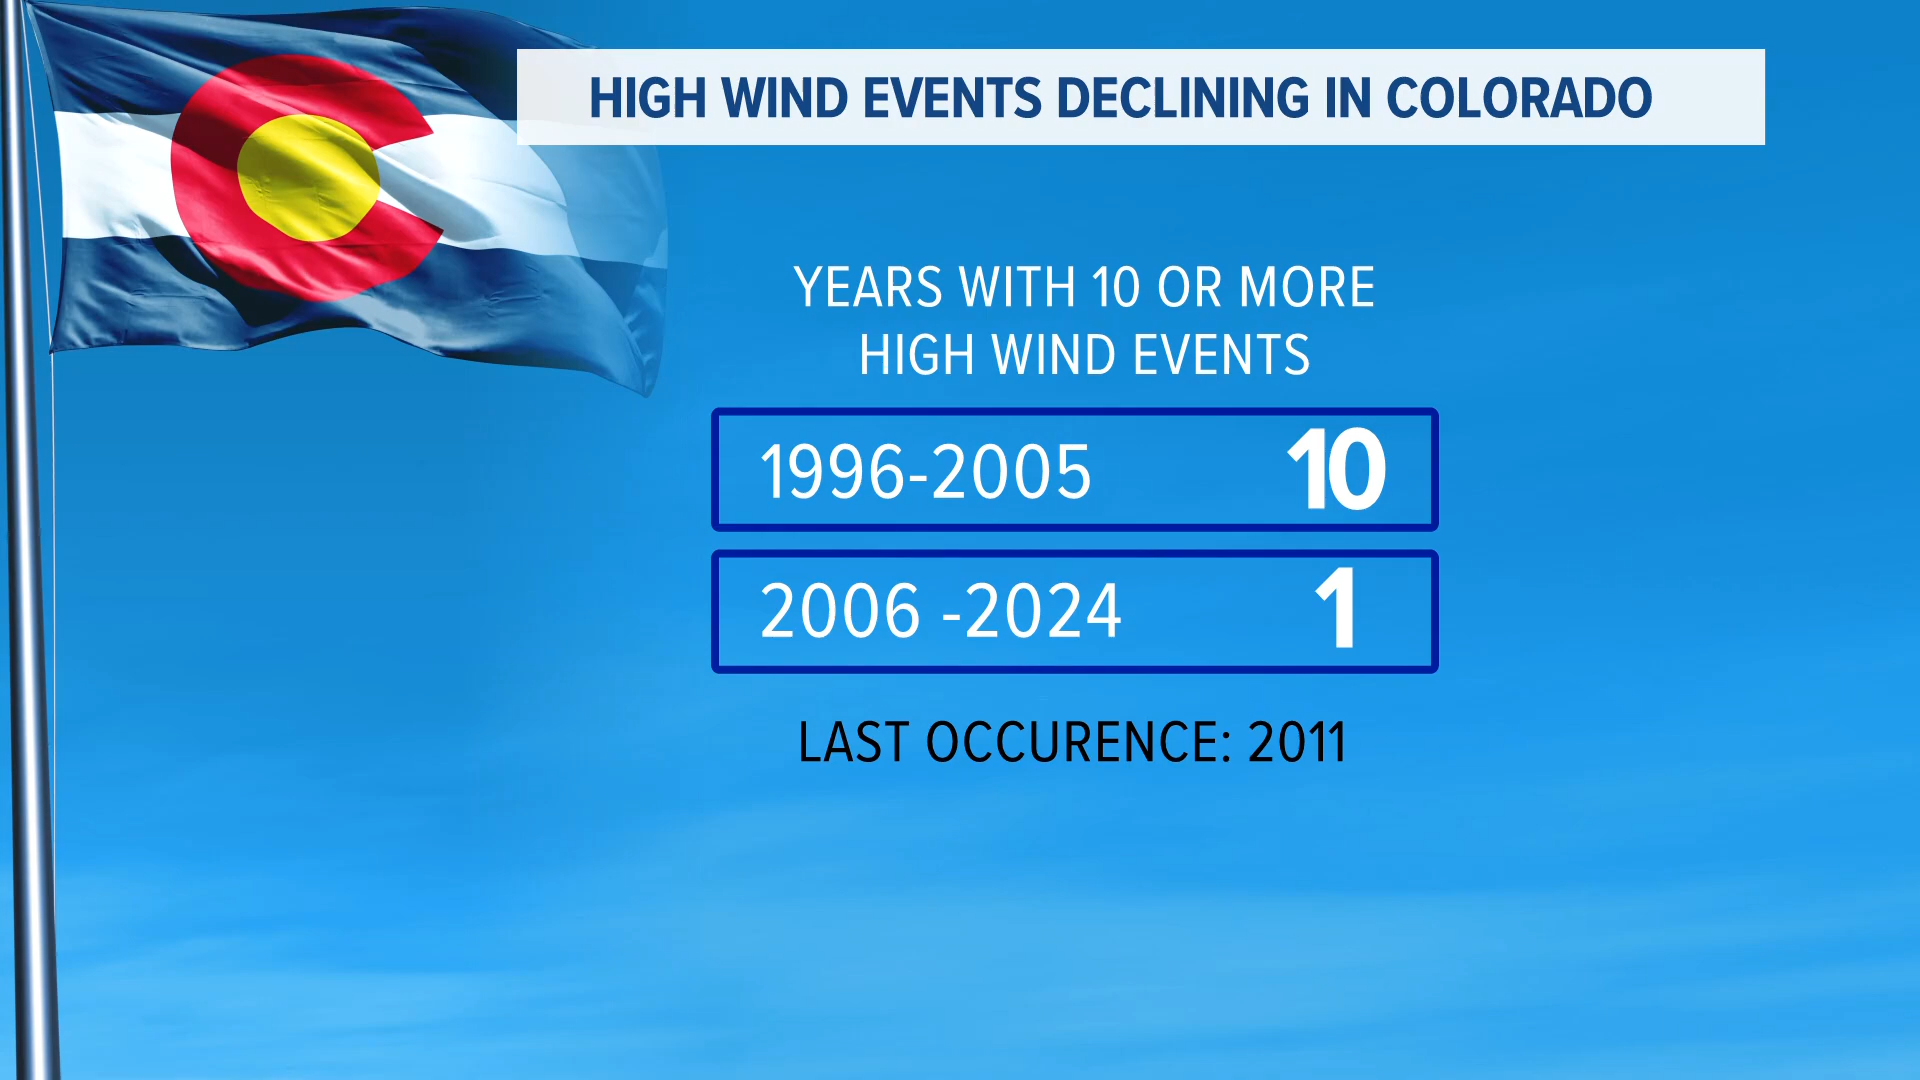 HIGH WIND EVENTS DECLINING IN COLORADO
YEARS WITH 10 OR MORE
HIGH WIND EVENTS
1996-2005 10
2006 -2024 1
LAST OCCURENCE: 2011